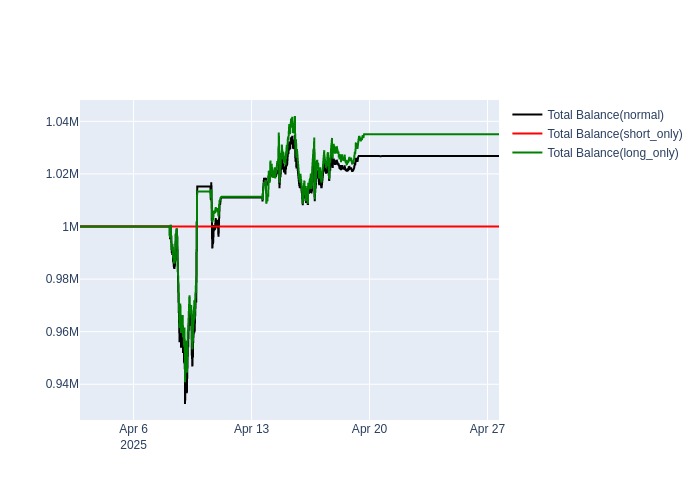 1.04M
1.02M
1M
0.98M
0.96M
0.94M
Apr 6
2025
Apr 13
Apr 20
Apr 27
Total Balance(normal)
Total Balance(short_only)
Total Balance(long_only)